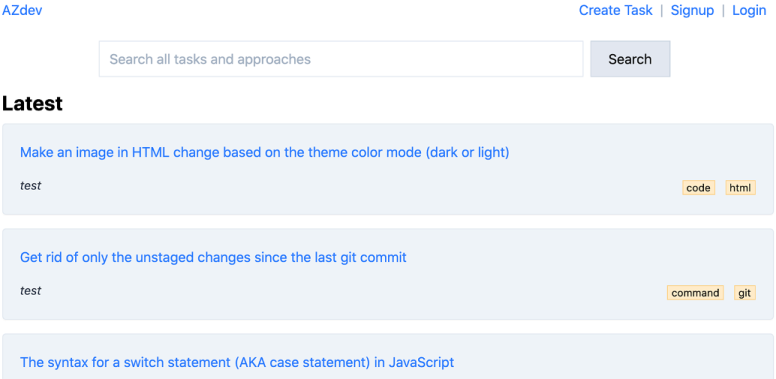 AZdev Create Task | Signup | Login
Search all tasks and approaches Search
Latest
Make an image in HTML change based on the theme color mode (dark or light)
test code html
Get rid of only the unstaged changes since the last git commit
test command git
The syntax for a switch statement (AKA case statement) in JavaScript